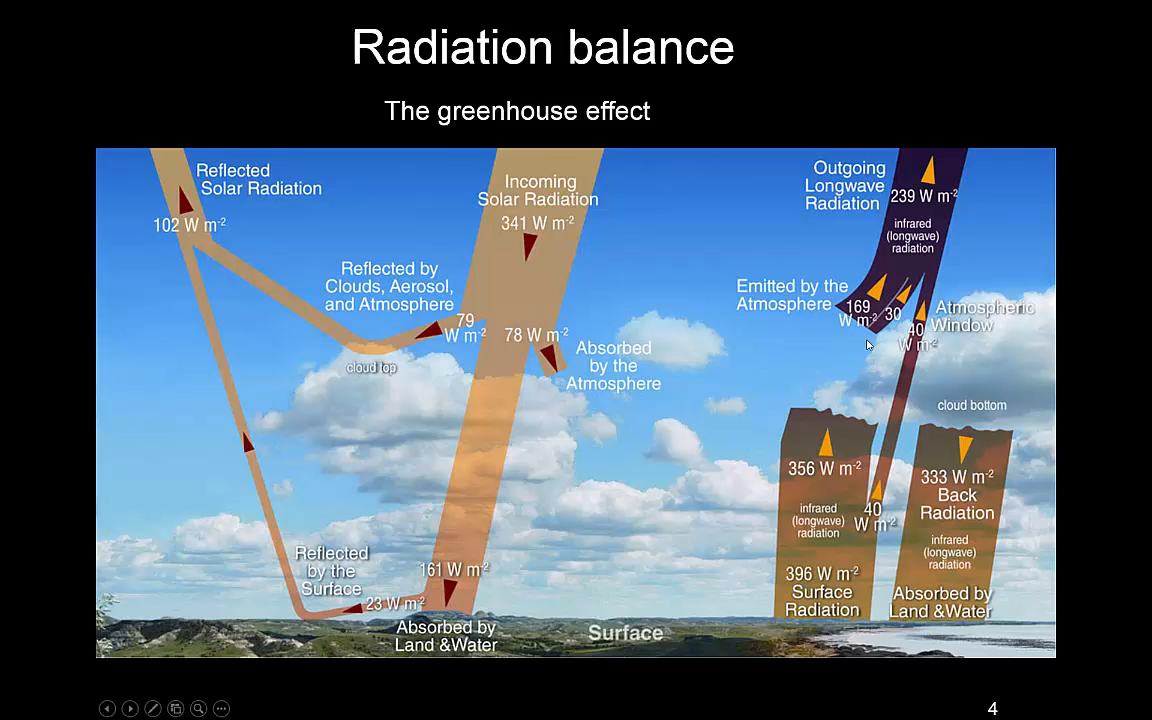 Radiation balance
The greenhouse effect
Reflected
Solar Radiation
102 W m-2
Incoming
Solar Radiation
341 W m-2
Outgoing
Longwave
Radiation
239 W m-2
infrared
(longwave)
radiation
Reflected by
Clouds, Aerosol,
and Atmosphere
79
W m-2
cloud top
78 W m-2
Absorbed
by the
Atmosphere
Emitted by the
Atmosphere
169
W m-2
30
40
W m-2
Atmospheric
Window
cloud bottom
356 W m-2
infrared
(longwave)
radiation
40
W m-2
396 W m-2
Surface
Radiation
333 W m-2
Back
Radiation
infrared
(longwave)
radiation
Absorbed by
Land &Water
Reflected
by the
Surface
23 W m-2
161 W m-2
Absorbed by
Land &Water
Surface
4